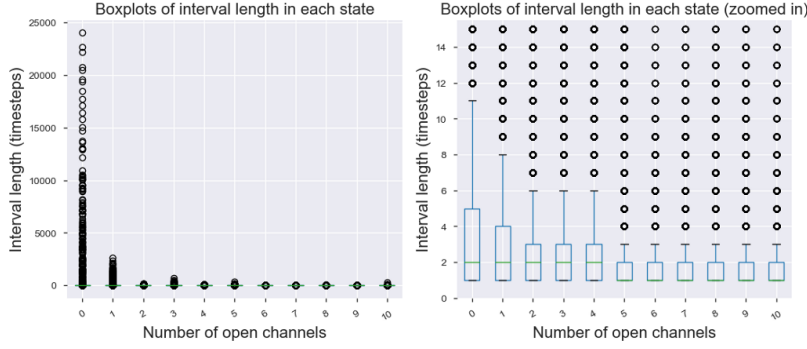 Boxplots of interval length in each state
25000
20000
15000
10000
5000
0
Interval length (timesteps)
0 1 2 3 4 5 6 7 8 9 10
Number of open channels
Boxplots of interval length in each state (zoomed in)
14
12
10
8
6
4
2
0
Interval length (timesteps)
0 1 2 3 4 5 6 7 8 9 10
Number of open channels